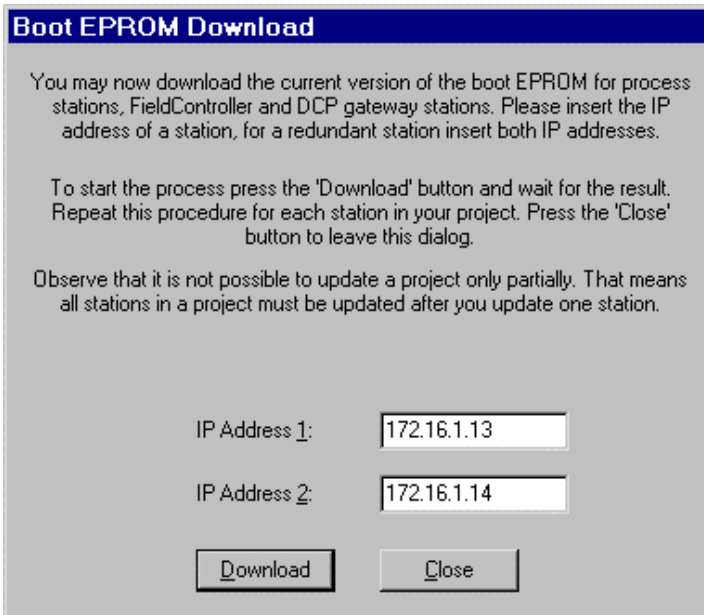 Boot EPROM Download
You may now download the current version of the boot EPROM for process
stations, FieldController and DCP gateway stations. Please insert the IP
address of a station, for a redundant station insert both IP addresses.
To start the process press the 'Download' button and wait for the result.
Repeat this procedure for each station in your project. Press the 'Close'
button to leave this dialog.
Observe that it is not possible to update a project only partially. That means
all stations in a project must be updated after you update one station.
IP Address 1: 172.16.1.13
IP Address 2: 172.16.1.14
Download Close